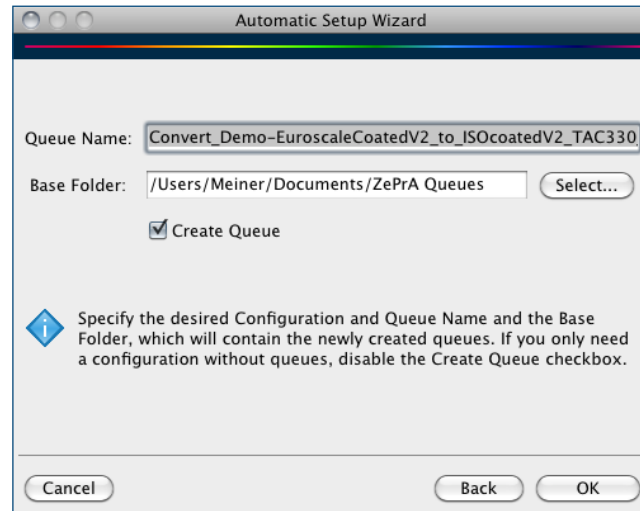 Automatic Setup Wizard
Queue Name: Convert_Demo-EuroscaleCoatedV2_to_ISOcoatedV2_TAC330_
Base Folder: /Users/Meiner/Documents/ZePrA Queues Select...
Create Queue
Specify the desired Configuration and Queue Name and the Base
Folder, which will contain the newly created queues. If you only need
a configuration without queues, disable the Create Queue checkbox.
Cancel Back OK